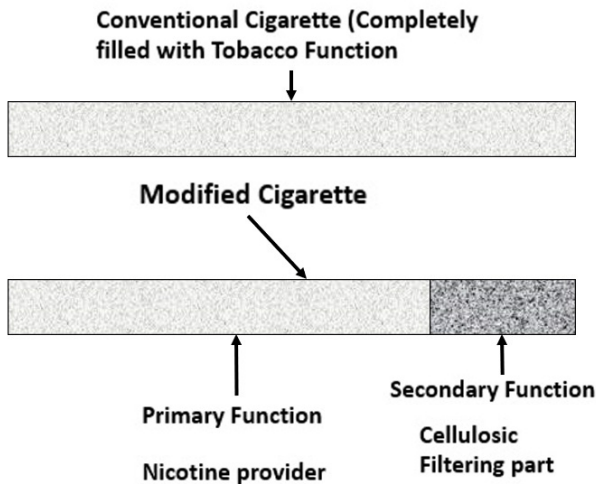 Conventional Cigarette (Completely
filled with Tobacco Function
Modified Cigarette
Primary Function
Nicotine provider
Secondary Function
Cellulosic
Filtering part